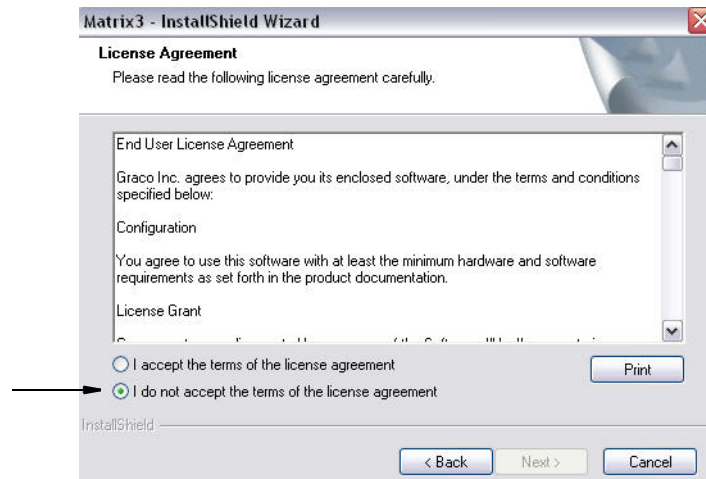 Matrix3 - InstallShield Wizard
License Agreement
Please read the following license agreement carefully.
End User License Agreement
Graco Inc. agrees to provide you its enclosed software, under the terms and conditions
specified below:
Configuration
You agree to use this software with at least the minimum hardware and software
requirements as set forth in the product documentation.
License Grant
I accept the terms of the license agreement
Print
I do not accept the terms of the license agreement
InstallShield
< Back
Next >
Cancel